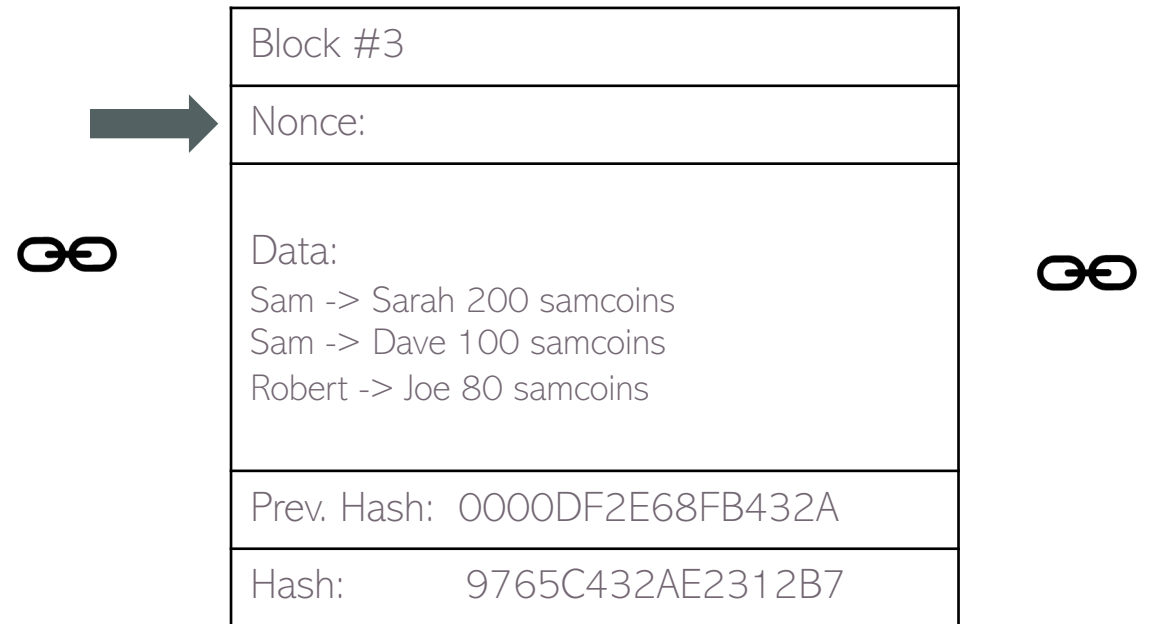 Block #3
Nonce:
Data:
Sam -> Sarah 200 samcoins
Sam -> Dave 100 samcoins
Robert -> Joe 80 samcoins
Prev. Hash: 0000DF2E68FB432A
Hash: 9765C432AE2312B7